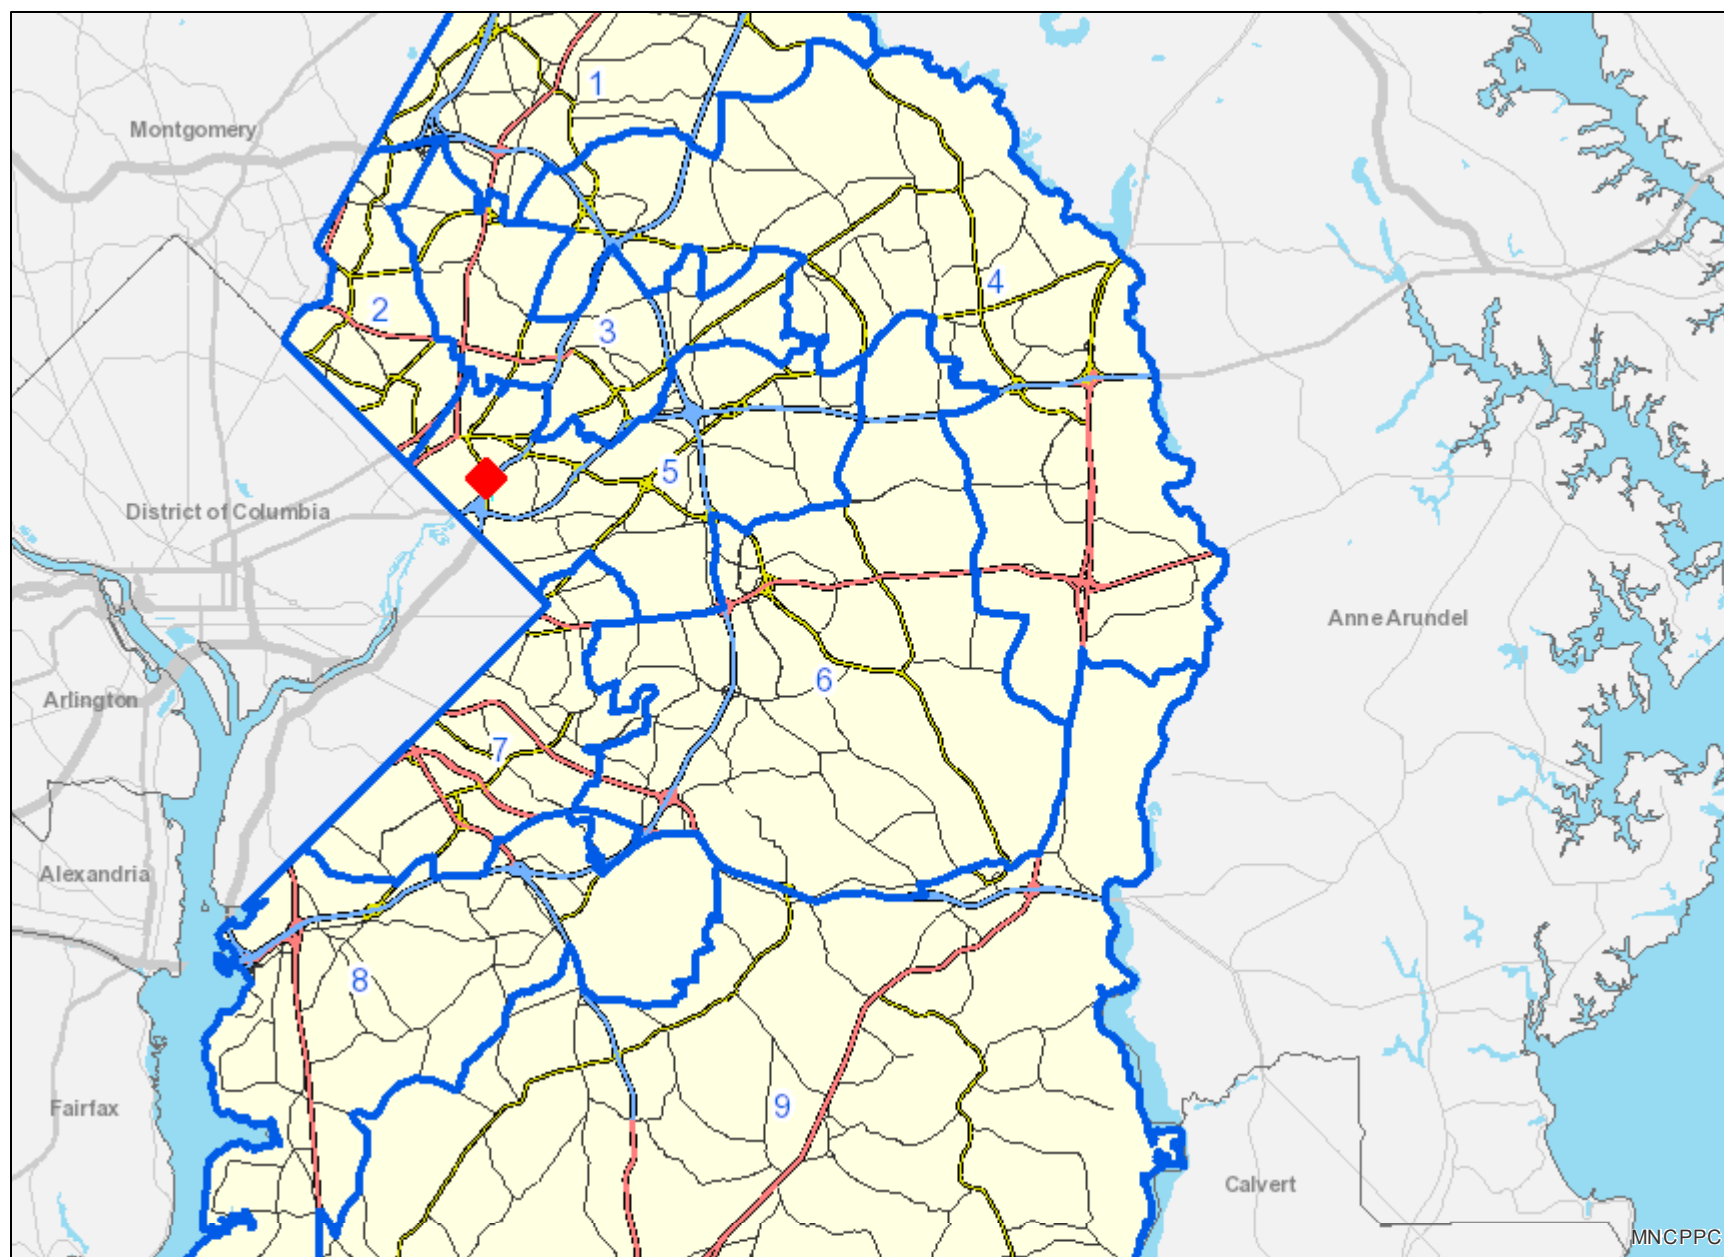 1
Montgomery
4
2
3
5
District of Columbia
Anne Arundel
6
Arlington
7
Alexandria
8
9
Fairfax
Calvert
MNCPPC